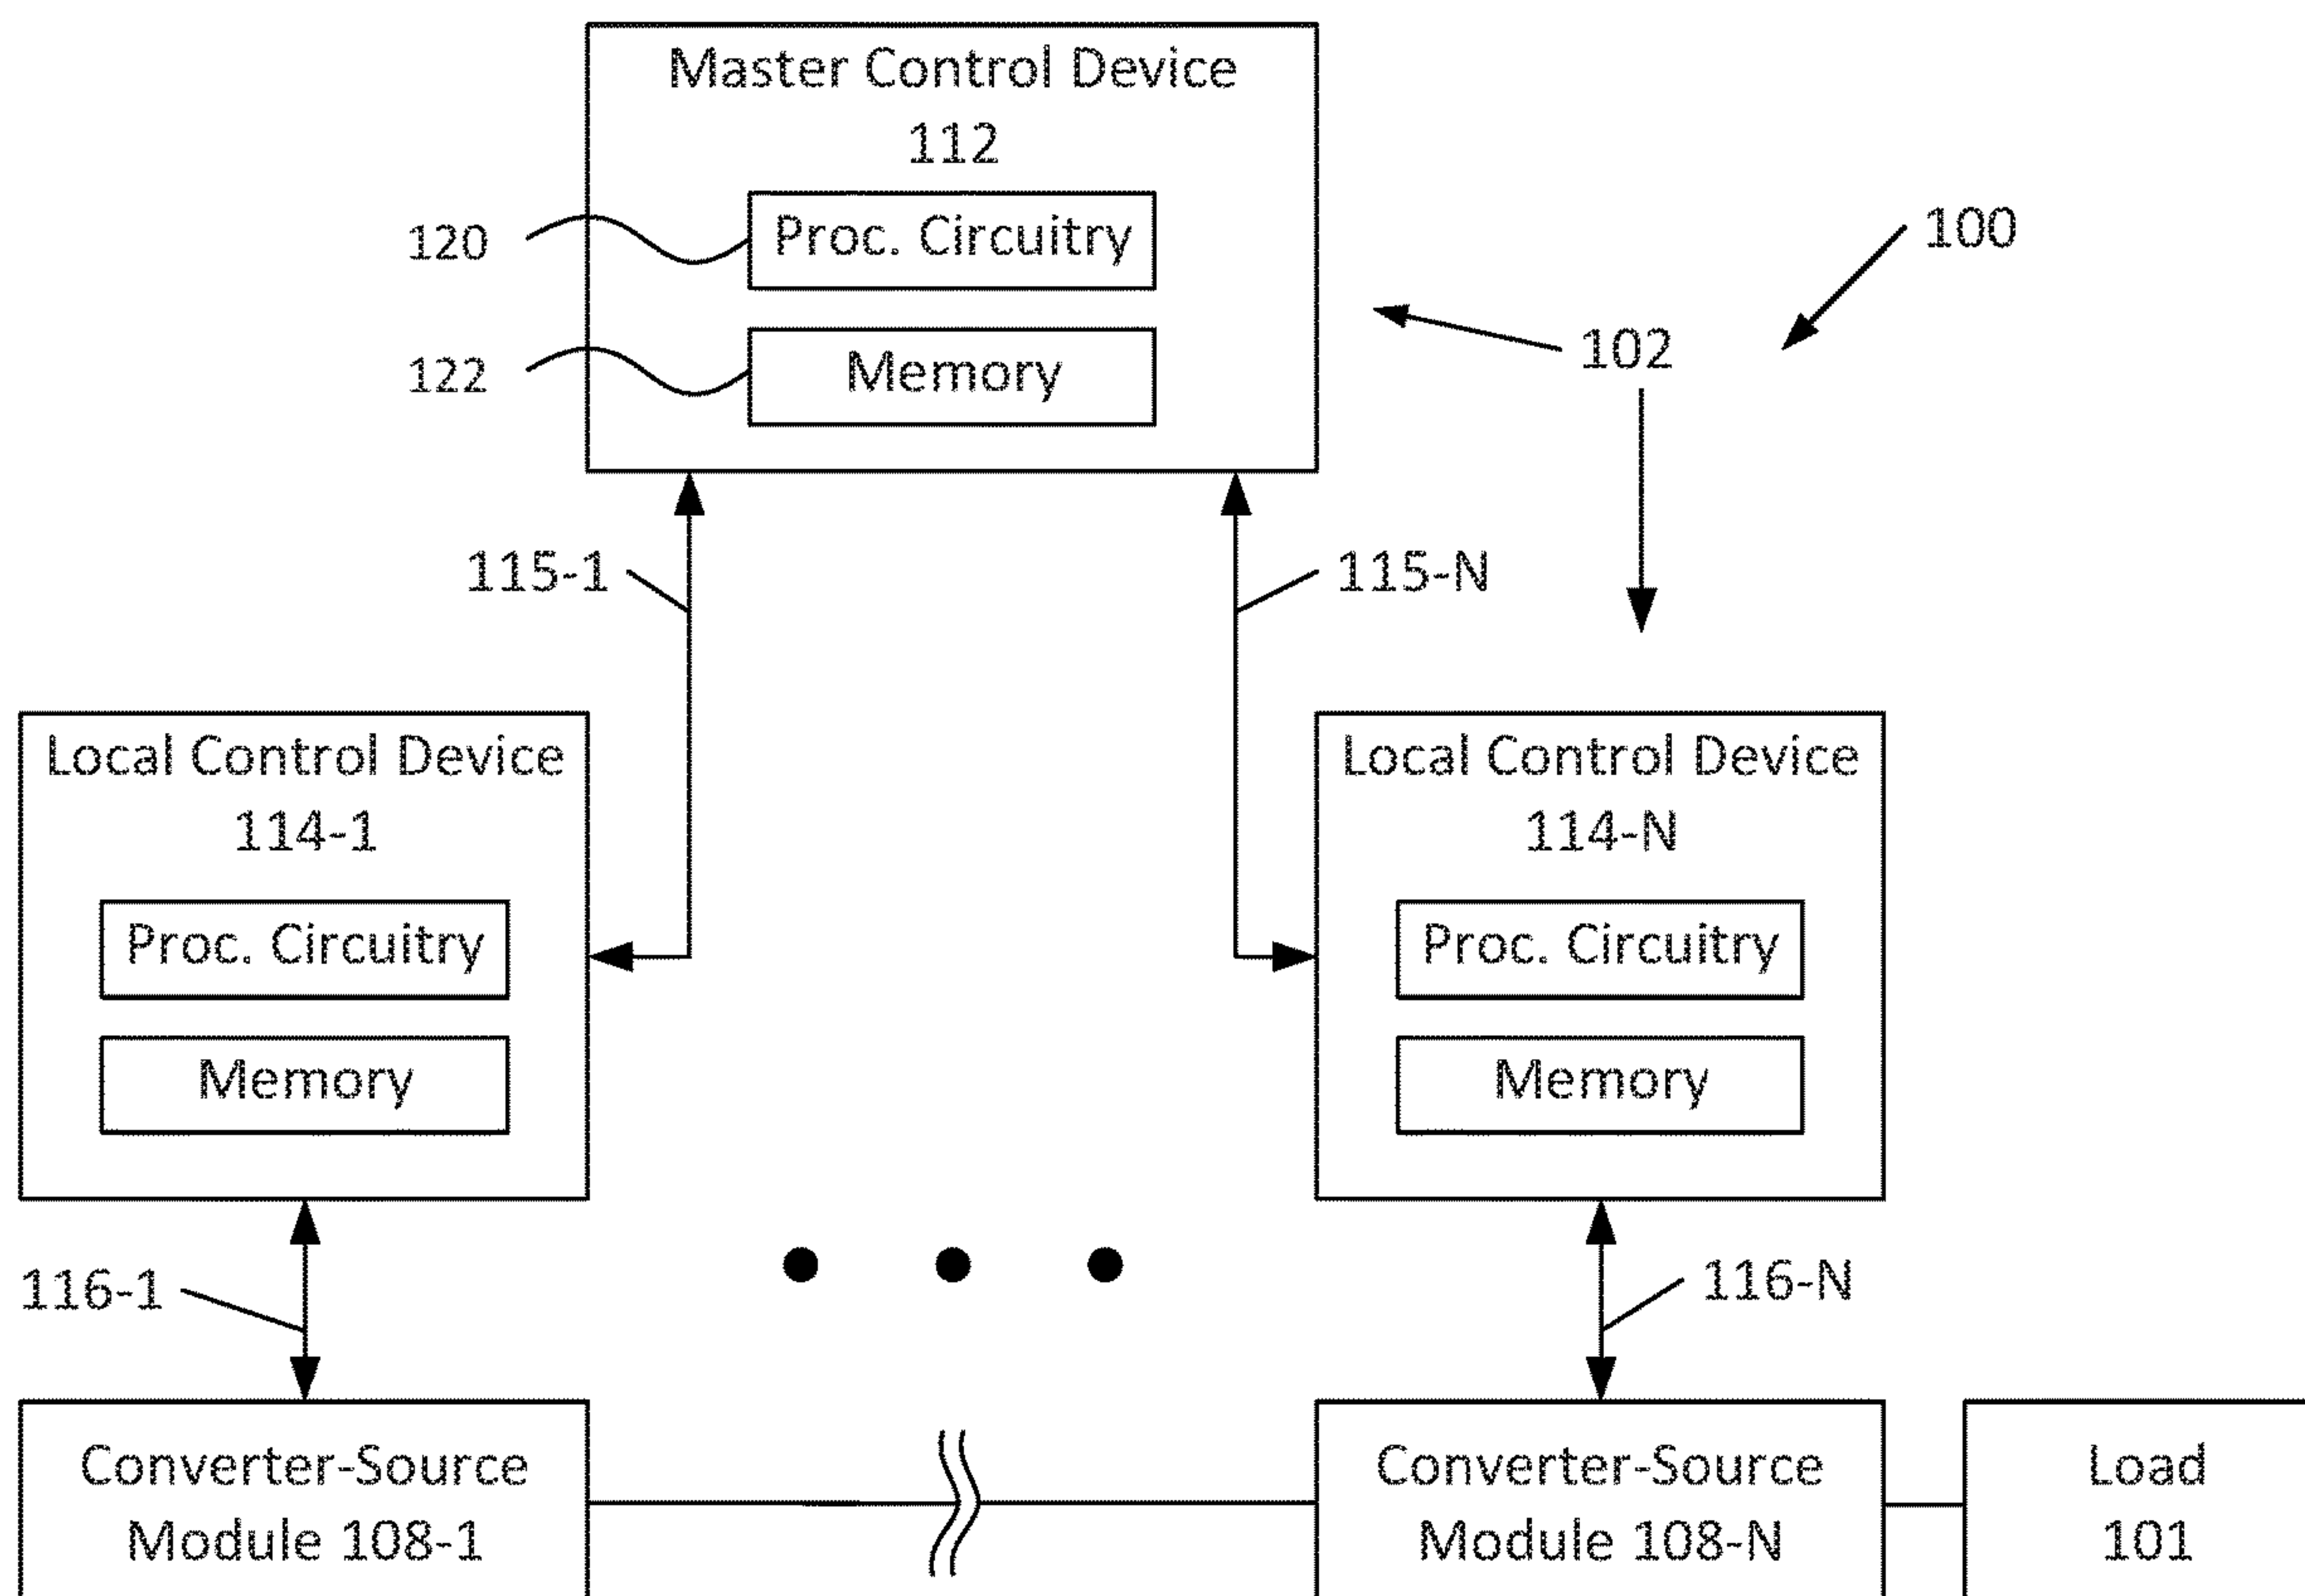 Master Control Device
112
120
Proc. Circuitry
100
122
Memory
102
115-1
115-N
Local Control Device
114-1
Proc. Circuitry
Memory
Local Control Device
114-N
Proc. Circuitry
Memory
116-1
116-N
Converter-Source
Module 108-1
Converter-Source
Module 108-N
Load
101